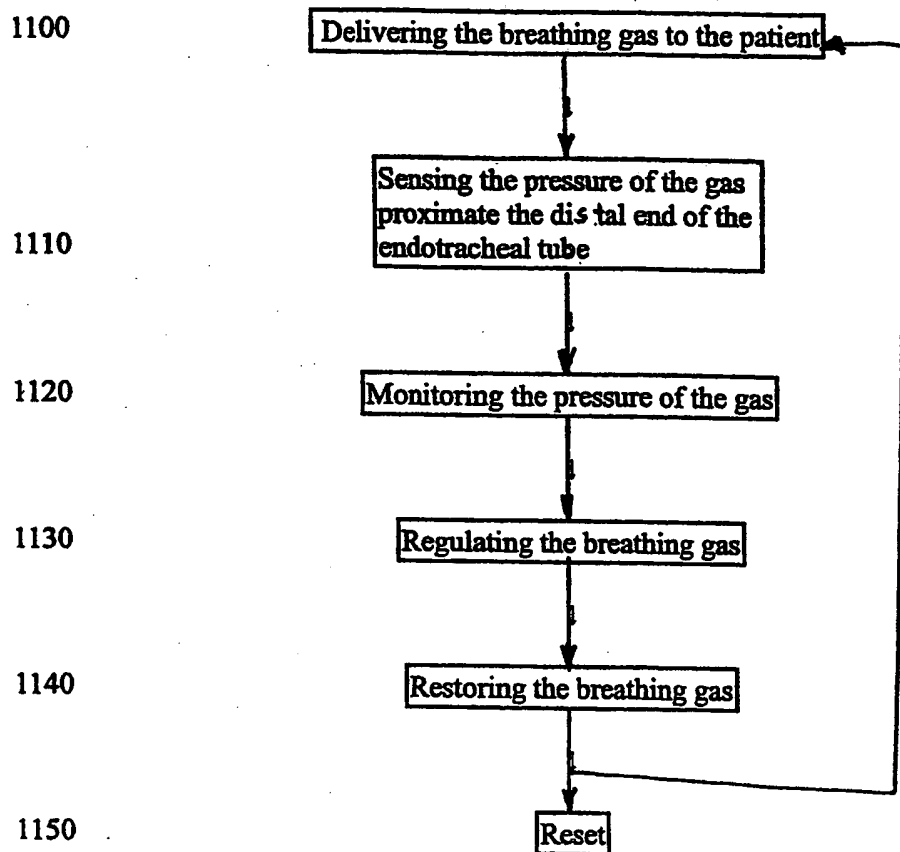 1100
Delivering the breathing gas to the patient
Sensing the pressure of the gas
proximate the distal end of the
1110
endotracheal tube
1120
Monitoring the pressure of the gas
1130
Regulating the breathing gas
1140
Restoring the breathing gas
1150
Reset